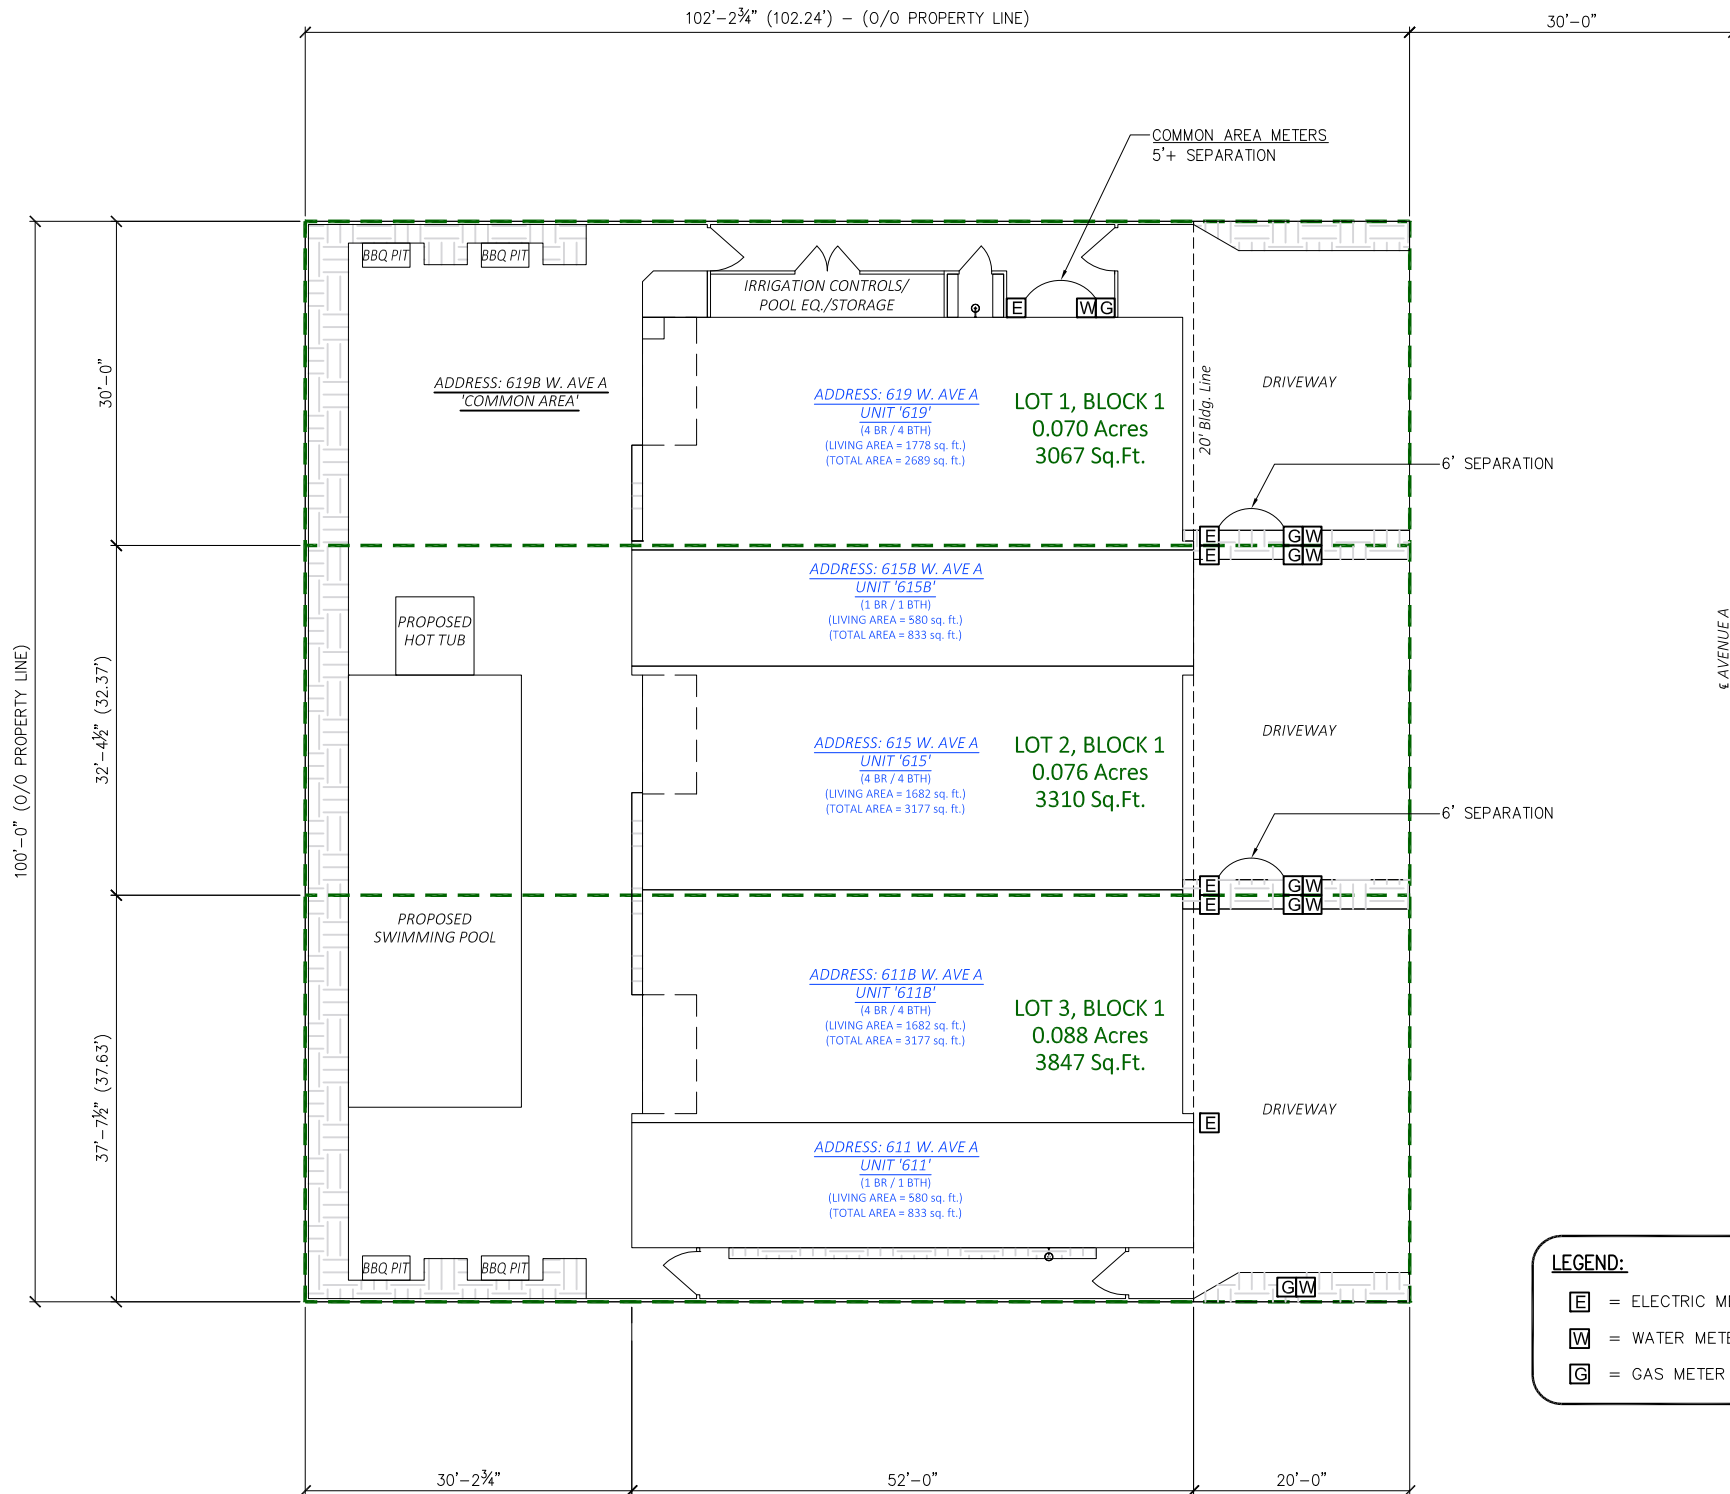 102'-2¾" (102.24') - (O/O PROPERTY LINE)
30'-0"
COMMON AREA METERS
5'+ SEPARATION
BBQ PIT
BBQ PIT
IRRIGATION CONTROLS/
POOL EQ./STORAGE
E
W
G
ADDRESS: 619B W. AVE A
'COMMON AREA'
ADDRESS: 619 W. AVE A
UNIT '619'
(4 BR / 4 BTH)
(LIVING AREA = 1778 sq. ft.)
(TOTAL AREA = 2689 sq. ft.)
LOT 1, BLOCK 1
0.070 Acres
3067 Sq.Ft.
20' Bldg. Line
DRIVEWAY
30'-0"
6' SEPARATION
E
G
W
E
G
W
ADDRESS: 615B W. AVE A
UNIT '615B'
(1 BR / 1 BTH)
(LIVING AREA = 580 sq. ft.)
(TOTAL AREA = 833 sq. ft.)
PROPOSED
HOT TUB
℄ AVENUE A
100'-0" (O/O PROPERTY LINE)
32'-4½" (32.37')
ADDRESS: 615 W. AVE A
UNIT '615'
(4 BR / 4 BTH)
(LIVING AREA = 1682 sq. ft.)
(TOTAL AREA = 3177 sq. ft.)
LOT 2, BLOCK 1
0.076 Acres
3310 Sq.Ft.
DRIVEWAY
6' SEPARATION
E
G
W
E
G
W
PROPOSED
SWIMMING POOL
ADDRESS: 611B W. AVE A
UNIT '611B'
(4 BR / 4 BTH)
(LIVING AREA = 1682 sq. ft.)
(TOTAL AREA = 3177 sq. ft.)
LOT 3, BLOCK 1
0.088 Acres
3847 Sq.Ft.
37'-7½" (37.63')
DRIVEWAY
E
ADDRESS: 611 W. AVE A
UNIT '611'
(1 BR / 1 BTH)
(LIVING AREA = 580 sq. ft.)
(TOTAL AREA = 833 sq. ft.)
BBQ PIT
BBQ PIT
G
W
LEGEND:
E = ELECTRIC M
W = WATER METE
G = GAS METER
30'-2¾"
52'-0"
20'-0"